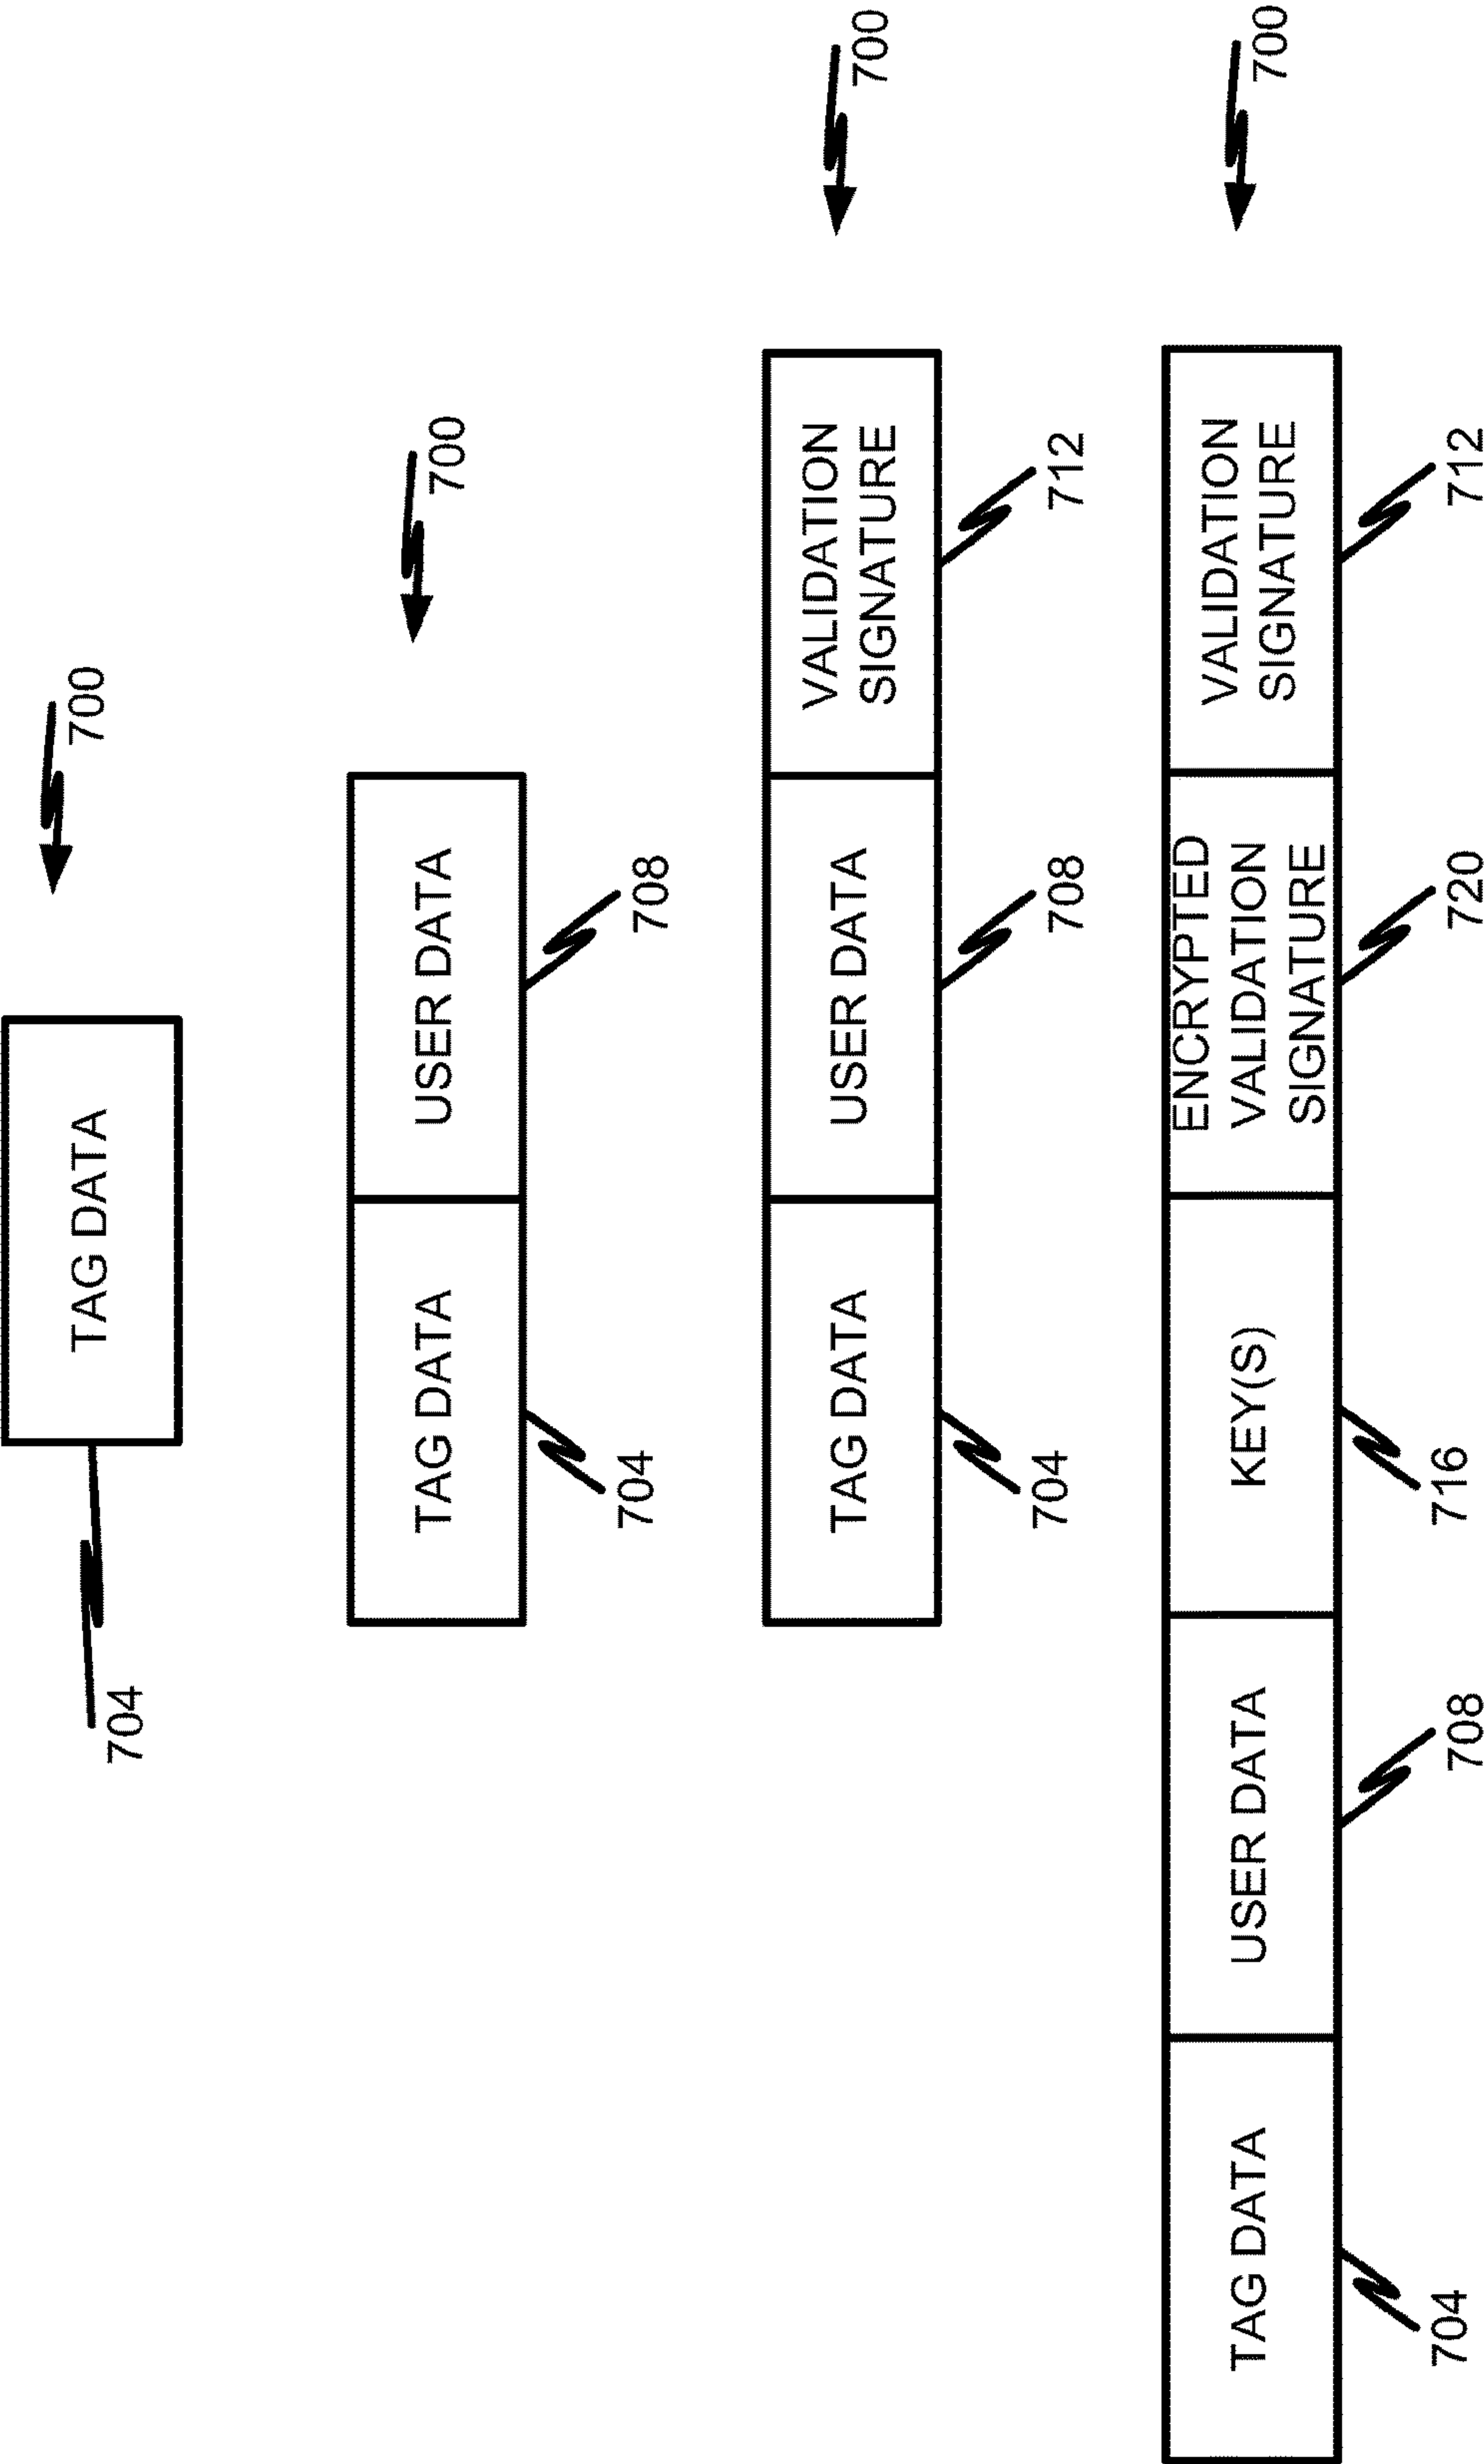 700
TAG DATA
704
700
TAG DATA
USER DATA
704
708
700
TAG DATA
USER DATA
VALIDATION
SIGNATURE
704
708
712
700
TAG DATA
USER DATA
KEY(S)
ENCRYPTED
VALIDATION
SIGNATURE
VALIDATION
SIGNATURE
704
708
716
720
712